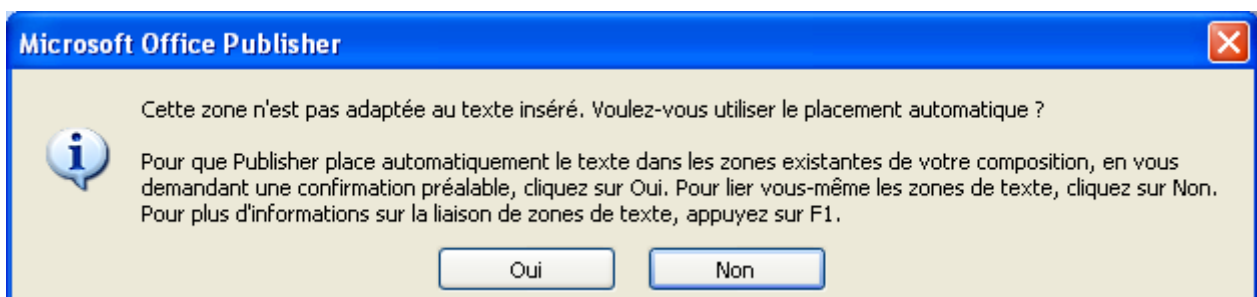 Microsoft Office Publisher
Cette zone n'est pas adaptée au texte inséré. Voulez-vous utiliser le placement automatique ?
Pour que Publisher place automatiquement le texte dans les zones existantes de votre composition, en vous
demandant une confirmation préalable, cliquez sur Oui. Pour lier vous-même les zones de texte, cliquez sur Non.
Pour plus d'informations sur la liaison de zones de texte, appuyez sur F1.
Oui Non